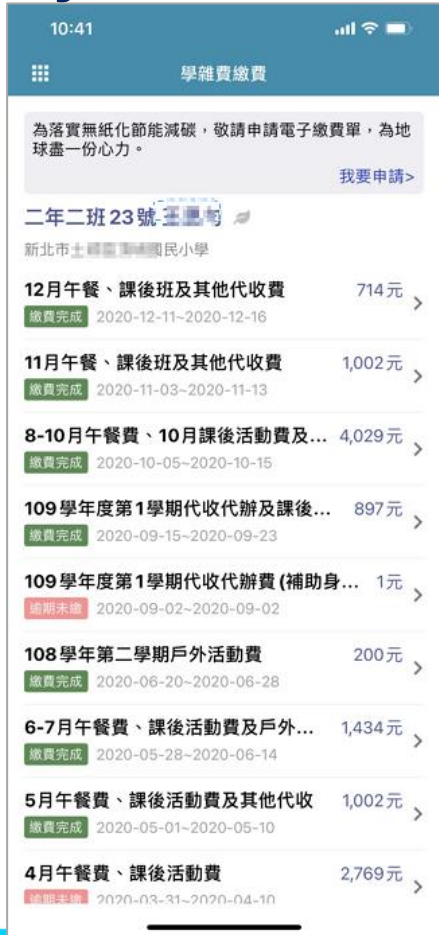 10:41
學雜費繳費
為落實無紙化節能減碳,敬請申請電子繳費單,為地
球盡一份心力。
我要申請>
二年二班23號
新北市土 國民小學
12月午餐、課後班及其他代收費 714元
繳費完成 2020-12-11~2020-12-16
11月午餐、課後班及其他代收費 1,002元
繳費完成 2020-11-03~2020-11-13
8-10月午餐費、10月課後活動費及... 4,029元
繳費完成 2020-10-05~2020-10-15
109學年度第1學期代收代辦及課後... 897元
繳費完成 2020-09-15~2020-09-23
109學年度第1學期代收代辦費(補助身... 1元
逾期未繳 2020-09-02~2020-09-02
108學年第二學期戶外活動費 200元
繳費完成 2020-06-20~2020-06-28
6-7月午餐費、課後活動費及戶外... 1,434元
繳費完成 2020-05-28~2020-06-14
5月午餐費、課後活動費及其他代收 1,002元
繳費完成 2020-05-01~2020-05-10
4月午餐費、課後活動費 2,769元
逾期未繳 2020-03-31~2020-04-10